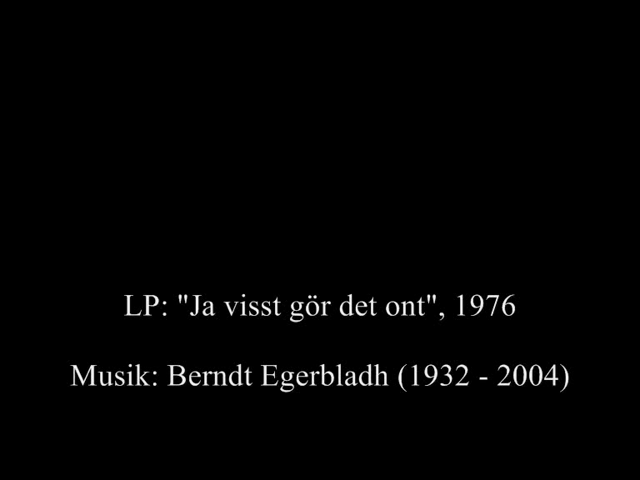 LP: "Ja visst gör det ont", 1976
Musik: Berndt Egerbladh (1932 - 2004)